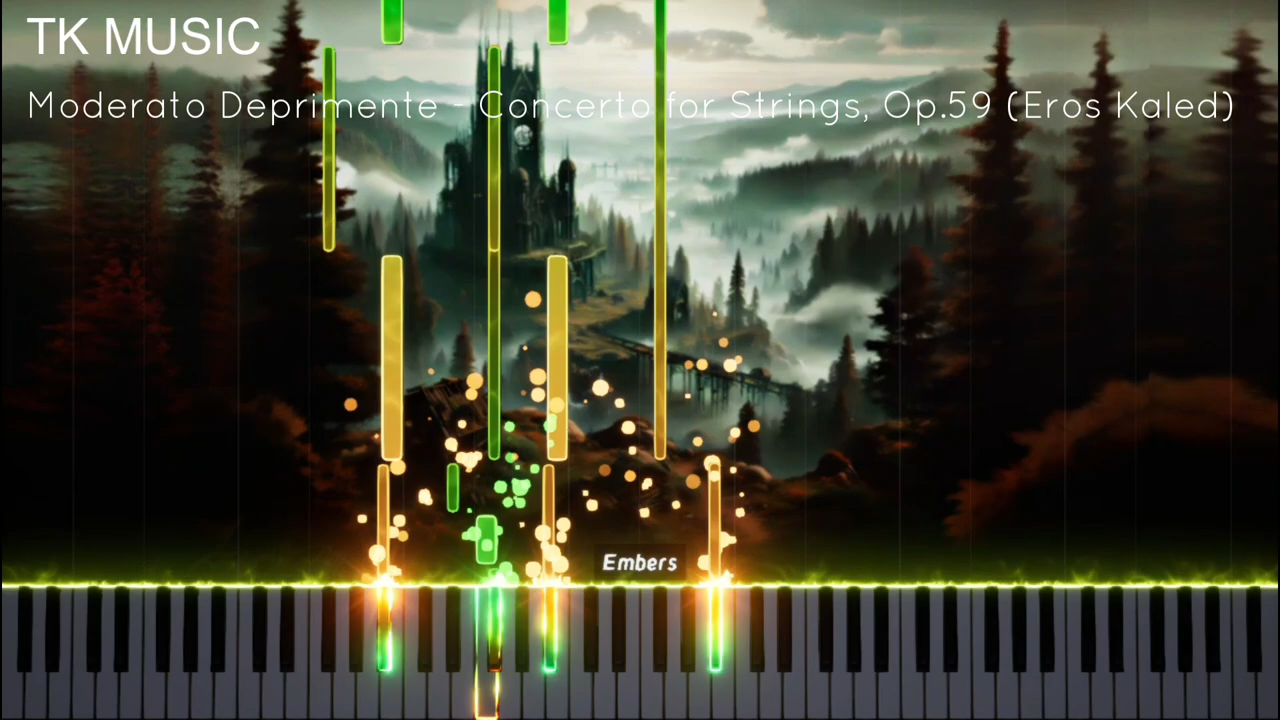 TK MUSIC
Moderato Deprimente - Concerto for Strings, Op.59 (Eros Kaled)
Embers